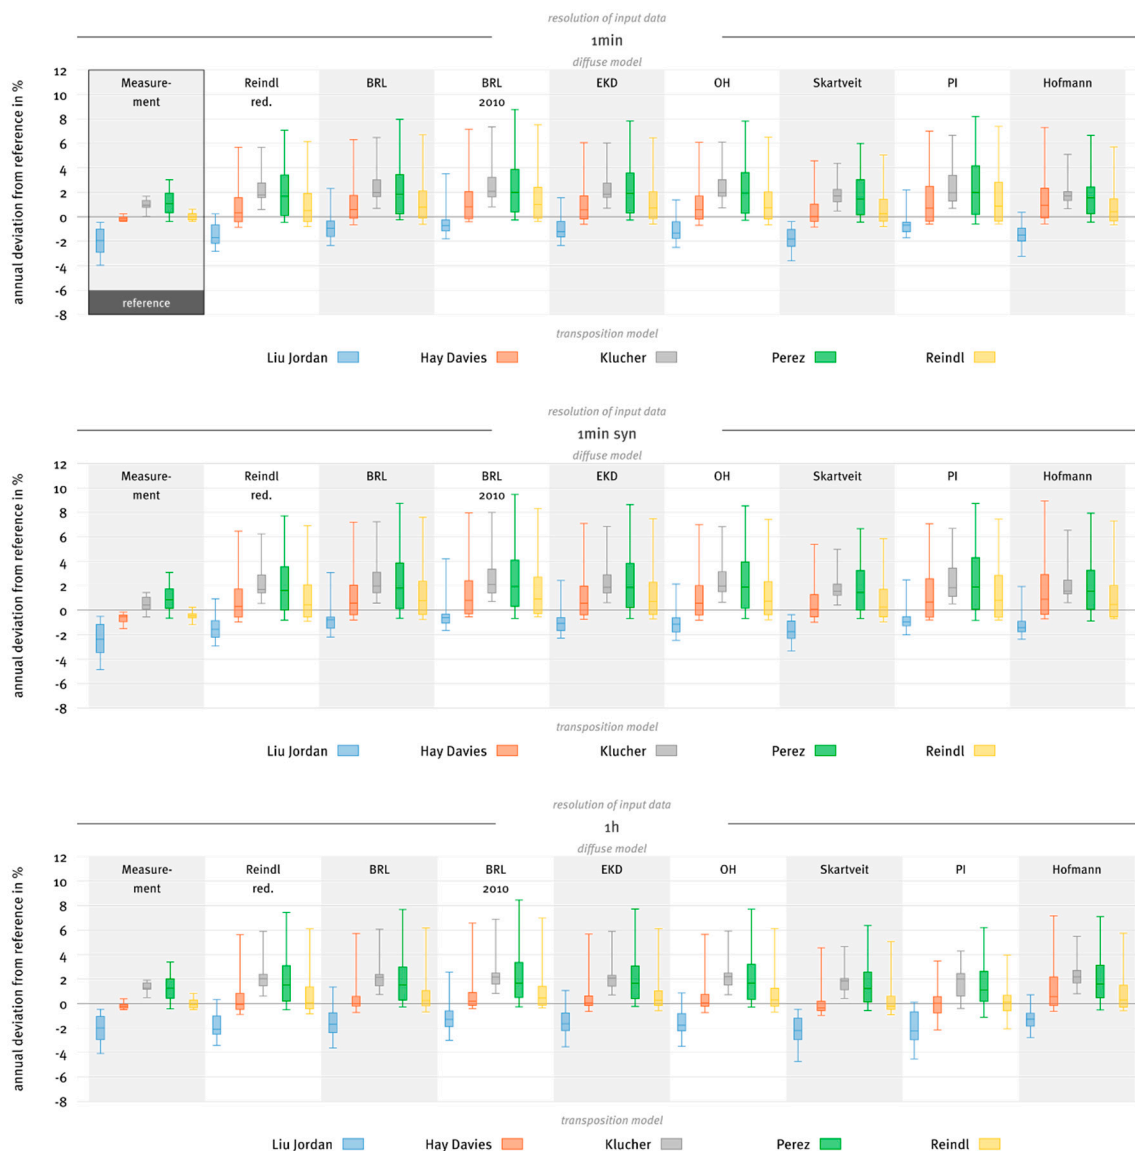 resolution of input data
1min
diffuse model
annual deviation from reference in %
12
10
8
6
4
2
0
-2
-4
-6
-8
Measure-
ment
Reindl
red.
BRL
BRL
2010
EKD
OH
Skartveit
PI
Hofmann
reference
transposition model
Liu Jordan
Hay Davies
Klucher
Perez
Reindl
resolution of input data
1min syn
diffuse model
annual deviation from reference in %
12
10
8
6
4
2
0
-2
-4
-6
-8
Measure-
ment
Reindl
red.
BRL
BRL
2010
EKD
OH
Skartveit
PI
Hofmann
transposition model
Liu Jordan
Hay Davies
Klucher
Perez
Reindl
resolution of input data
1h
diffuse model
annual deviation from reference in %
12
10
8
6
4
2
0
-2
-4
-6
-8
Measure-
ment
Reindl
red.
BRL
BRL
2010
EKD
OH
Skartveit
PI
Hofmann
transposition model
Liu Jordan
Hay Davies
Klucher
Perez
Reindl